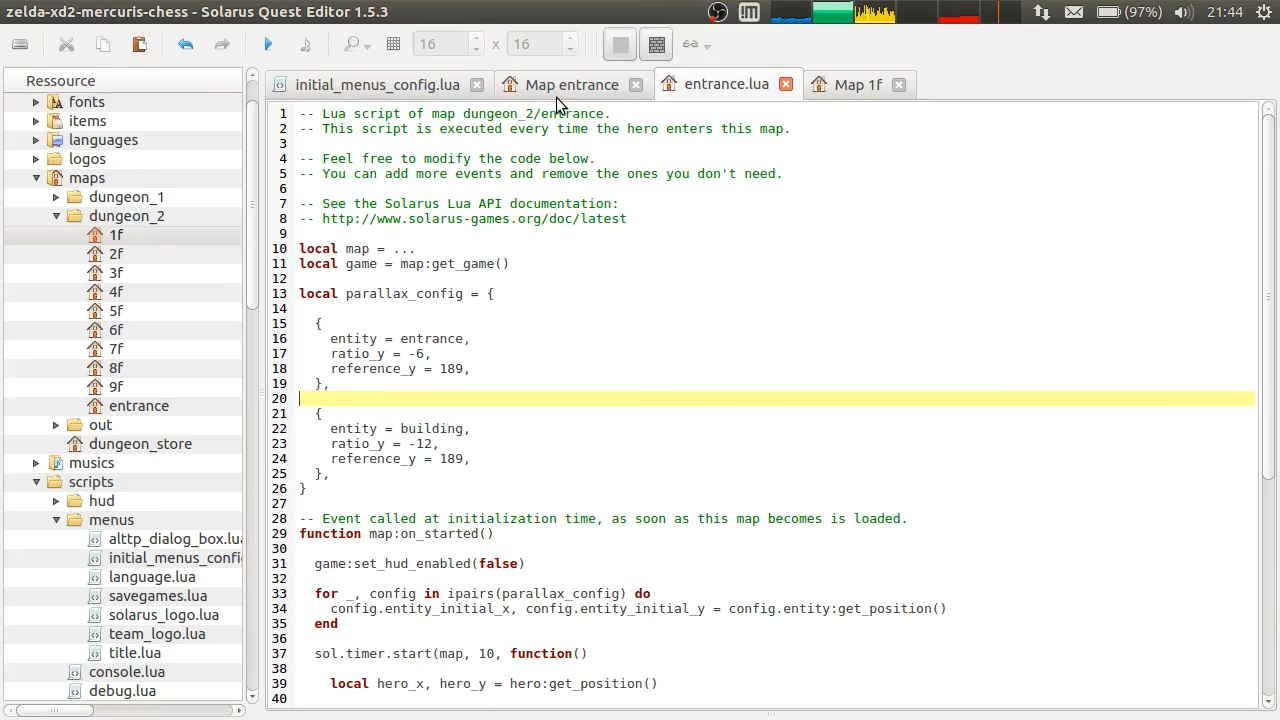 zelda-xd2-mercuris-chess - Solarus Quest Editor 1.5.3
(97%)
21:44
16
x
16
Ressource
fonts
items
languages
logos
maps
dungeon_1
dungeon_2
1f
2f
3f
4f
5f
6f
7f
8f
9f
entrance
out
dungeon_store
musics
scripts
hud
menus
alttp_dialog_box.lua
initial_menus_confi
language.lua
savegames.lua
solarus_logo.lua
team_logo.lua
title.lua
console.lua
debug.lua
initial_menus_config.lua
Map entrance
entrance.lua
Map 1f
1 -- Lua script of map dungeon_2/entrance.
2 -- This script is executed every time the hero enters this map.
3
4 -- Feel free to modify the code below.
5 -- You can add more events and remove the ones you don't need.
6
7 -- See the Solarus Lua API documentation:
8 -- http://www.solarus-games.org/doc/latest
9
10 local map = ...
11 local game = map:get_game()
12
13 local parallax_config = {
14
15 {
16 entity = entrance,
17 ratio_y = -6,
18 reference_y = 189,
19 },
20
21 {
22 entity = building,
23 ratio_y = -12,
24 reference_y = 189,
25 },
26 }
27
28 -- Event called at initialization time, as soon as this map becomes is loaded.
29 function map:on_started()
30
31 game:set_hud_enabled(false)
32
33 for _, config in ipairs(parallax_config) do
34 config.entity_initial_x, config.entity_initial_y = config.entity:get_position()
35 end
36
37 sol.timer.start(map, 10, function()
38
39 local hero_x, hero_y = hero:get_position()
40